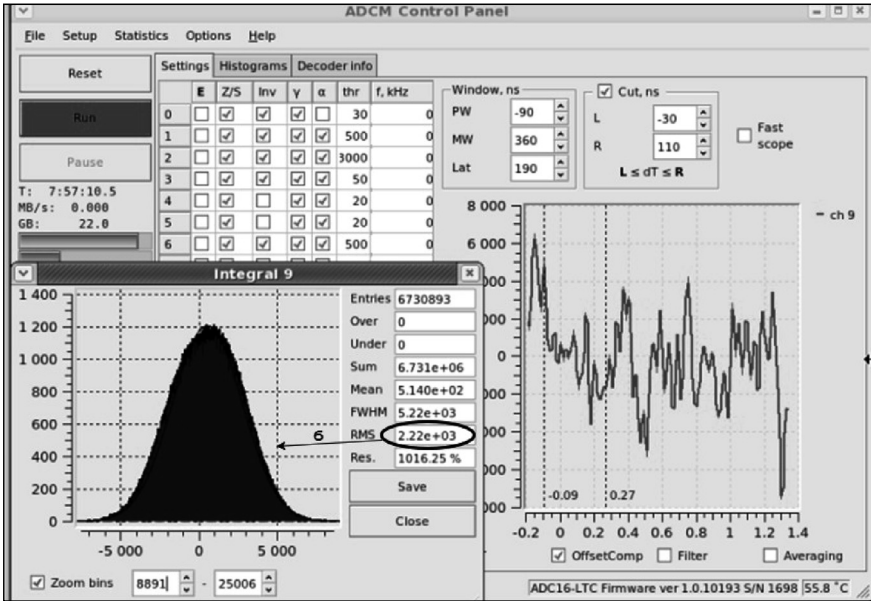 ADCM Control Panel
File Setup Statistics Options Help
Reset
Run
Pause
T: 7:57:10.5
MB/s: 0.000
GB: 22.0
Settings Histograms Decoder info
E Z/S Inv γ α thr f, kHz
0 30 0
1 500 0
2 3000 0
3 50 0
4 20 0
5 20 0
6 500 0
Window, ns
PW -90
MW 360
Lat 190
Cut, ns
L -30
R 110
L ≤ dT ≤ R
Fast scope
8 000
6 000
0
ch 9
-0.09 0.27
-0.2 0 0.2 0.4 0.6 0.8 1 1.2 1.4
OffsetComp Filter Averaging
ADC16-LTC Firmware ver 1.0.10193 S/N 1698 55.8 °C
Integral 9
1 400
1 200
1 000
800
600
400
200
0
-5 000 0 5 000
6
Entries 6730893
Over 0
Under 0
Sum 6.731e+06
Mean 5.140e+02
FWHM 5.22e+03
RMS 2.22e+03
Res. 1016.25 %
Save
Close
Zoom bins 8891 - 25006